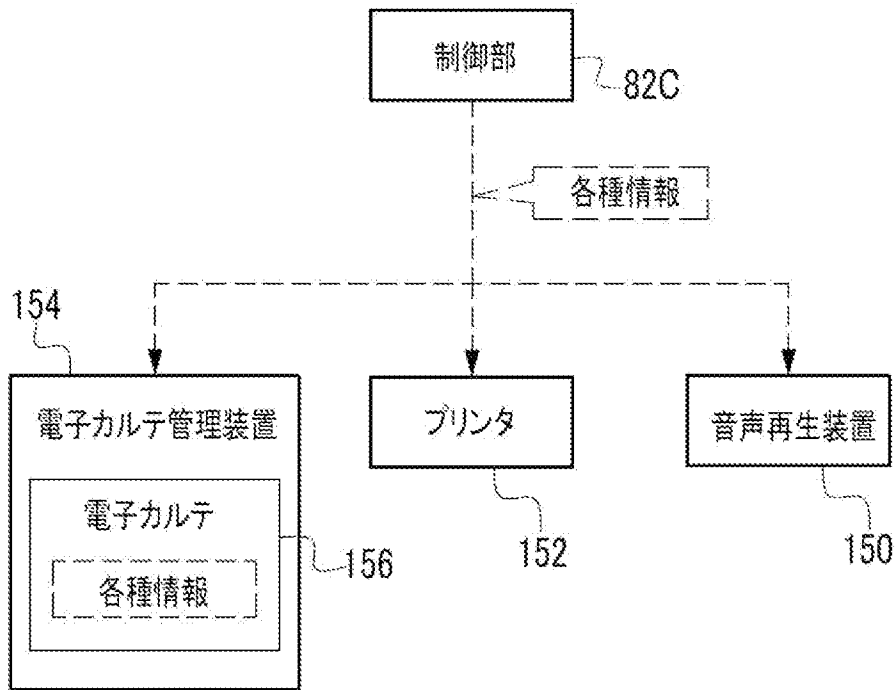 制御部
82C
各種情報
154
電子カルテ管理装置
プリンタ
音声再生装置
電子カルテ
156
152
150
各種情報